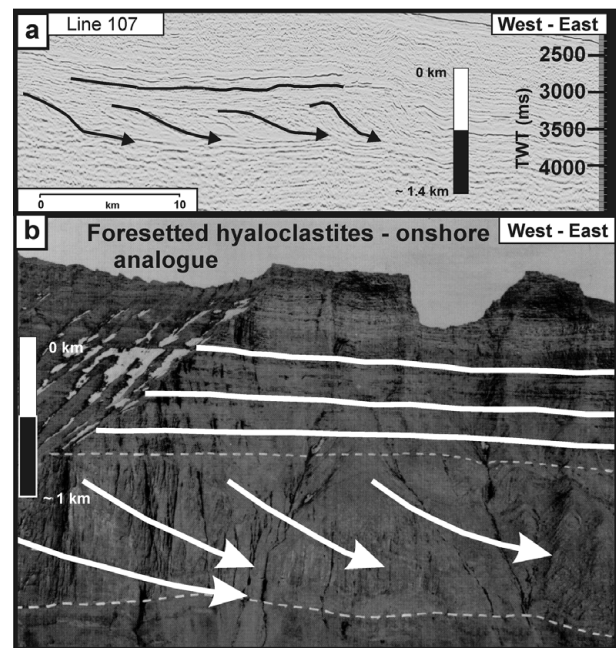 a
Line 107
West - East
0 km
2500
3000
3500
4000
TWT (ms)
~ 1.4 km
0
10
km
b
Foresetted hyaloclastites - onshore
analogue
West - East
0 km
~ 1 km